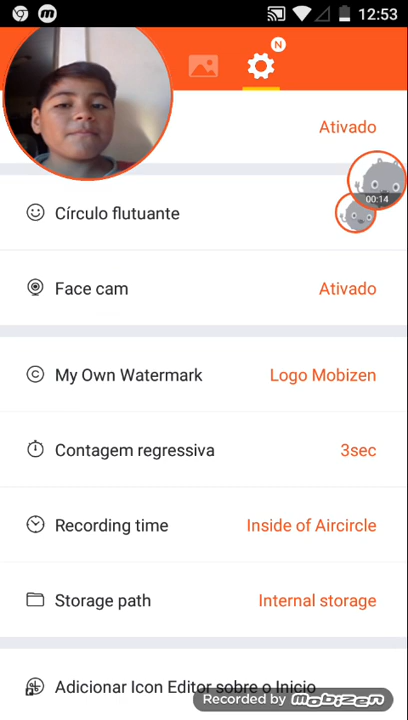 12:53
N
Ativado
Círculo flutuante
00:14
Face cam Ativado
My Own Watermark Logo Mobizen
Contagem regressiva 3sec
Recording time Inside of Aircircle
Storage path Internal storage
Adicionar Icon Editor sobre o Inicio
Recorded by mobizen